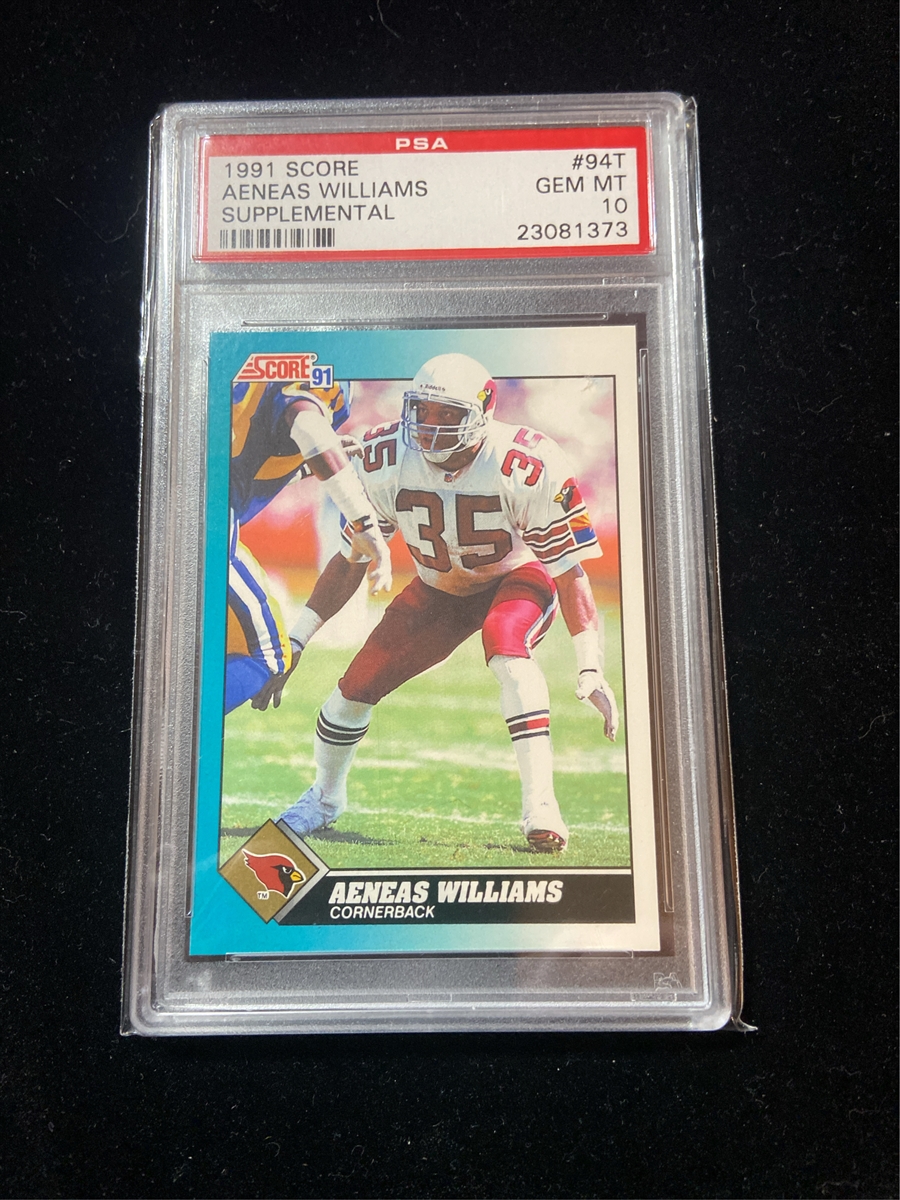 PSA
1991 SCORE #94T
AENEAS WILLIAMS GEM MT
SUPPLEMENTAL 10
23081373
SCORE®
91
35
35
35
TM
AENEAS WILLIAMS
CORNERBACK